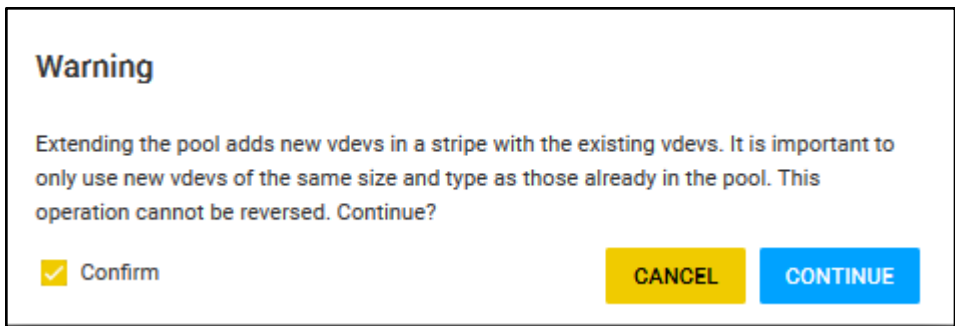 Warning
Extending the pool adds new vdevs in a stripe with the existing vdevs. It is important to
only use new vdevs of the same size and type as those already in the pool. This
operation cannot be reversed. Continue?
Confirm
CANCEL
CONTINUE